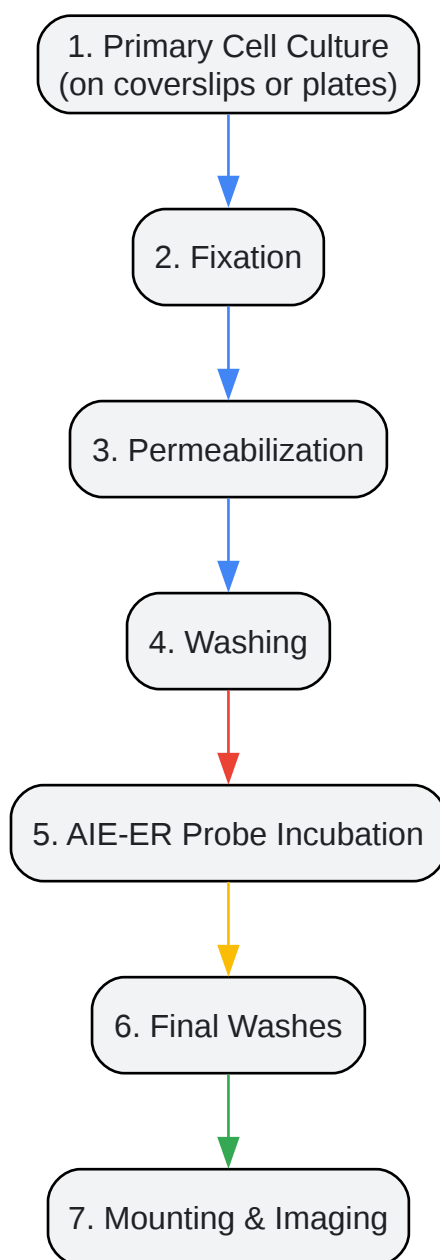 1. Primary Cell Culture
(on coverslips or plates)
2. Fixation
3. Permeabilization
4. Washing
5. AIE-ER Probe Incubation
6. Final Washes
7. Mounting & Imaging